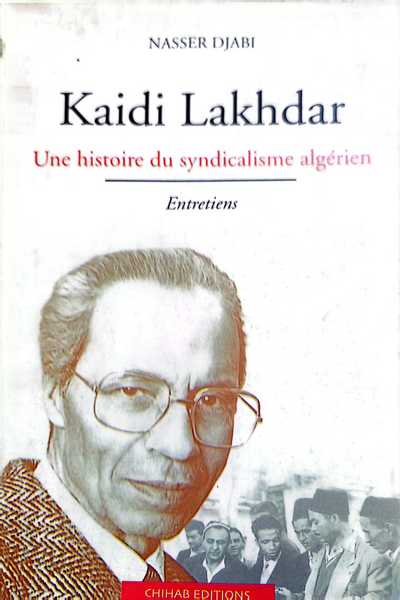 NASSER DJABI
Kaidi Lakhdar
Une histoire du syndicalisme algérien
Entretiens
CHIHAB EDITIONS